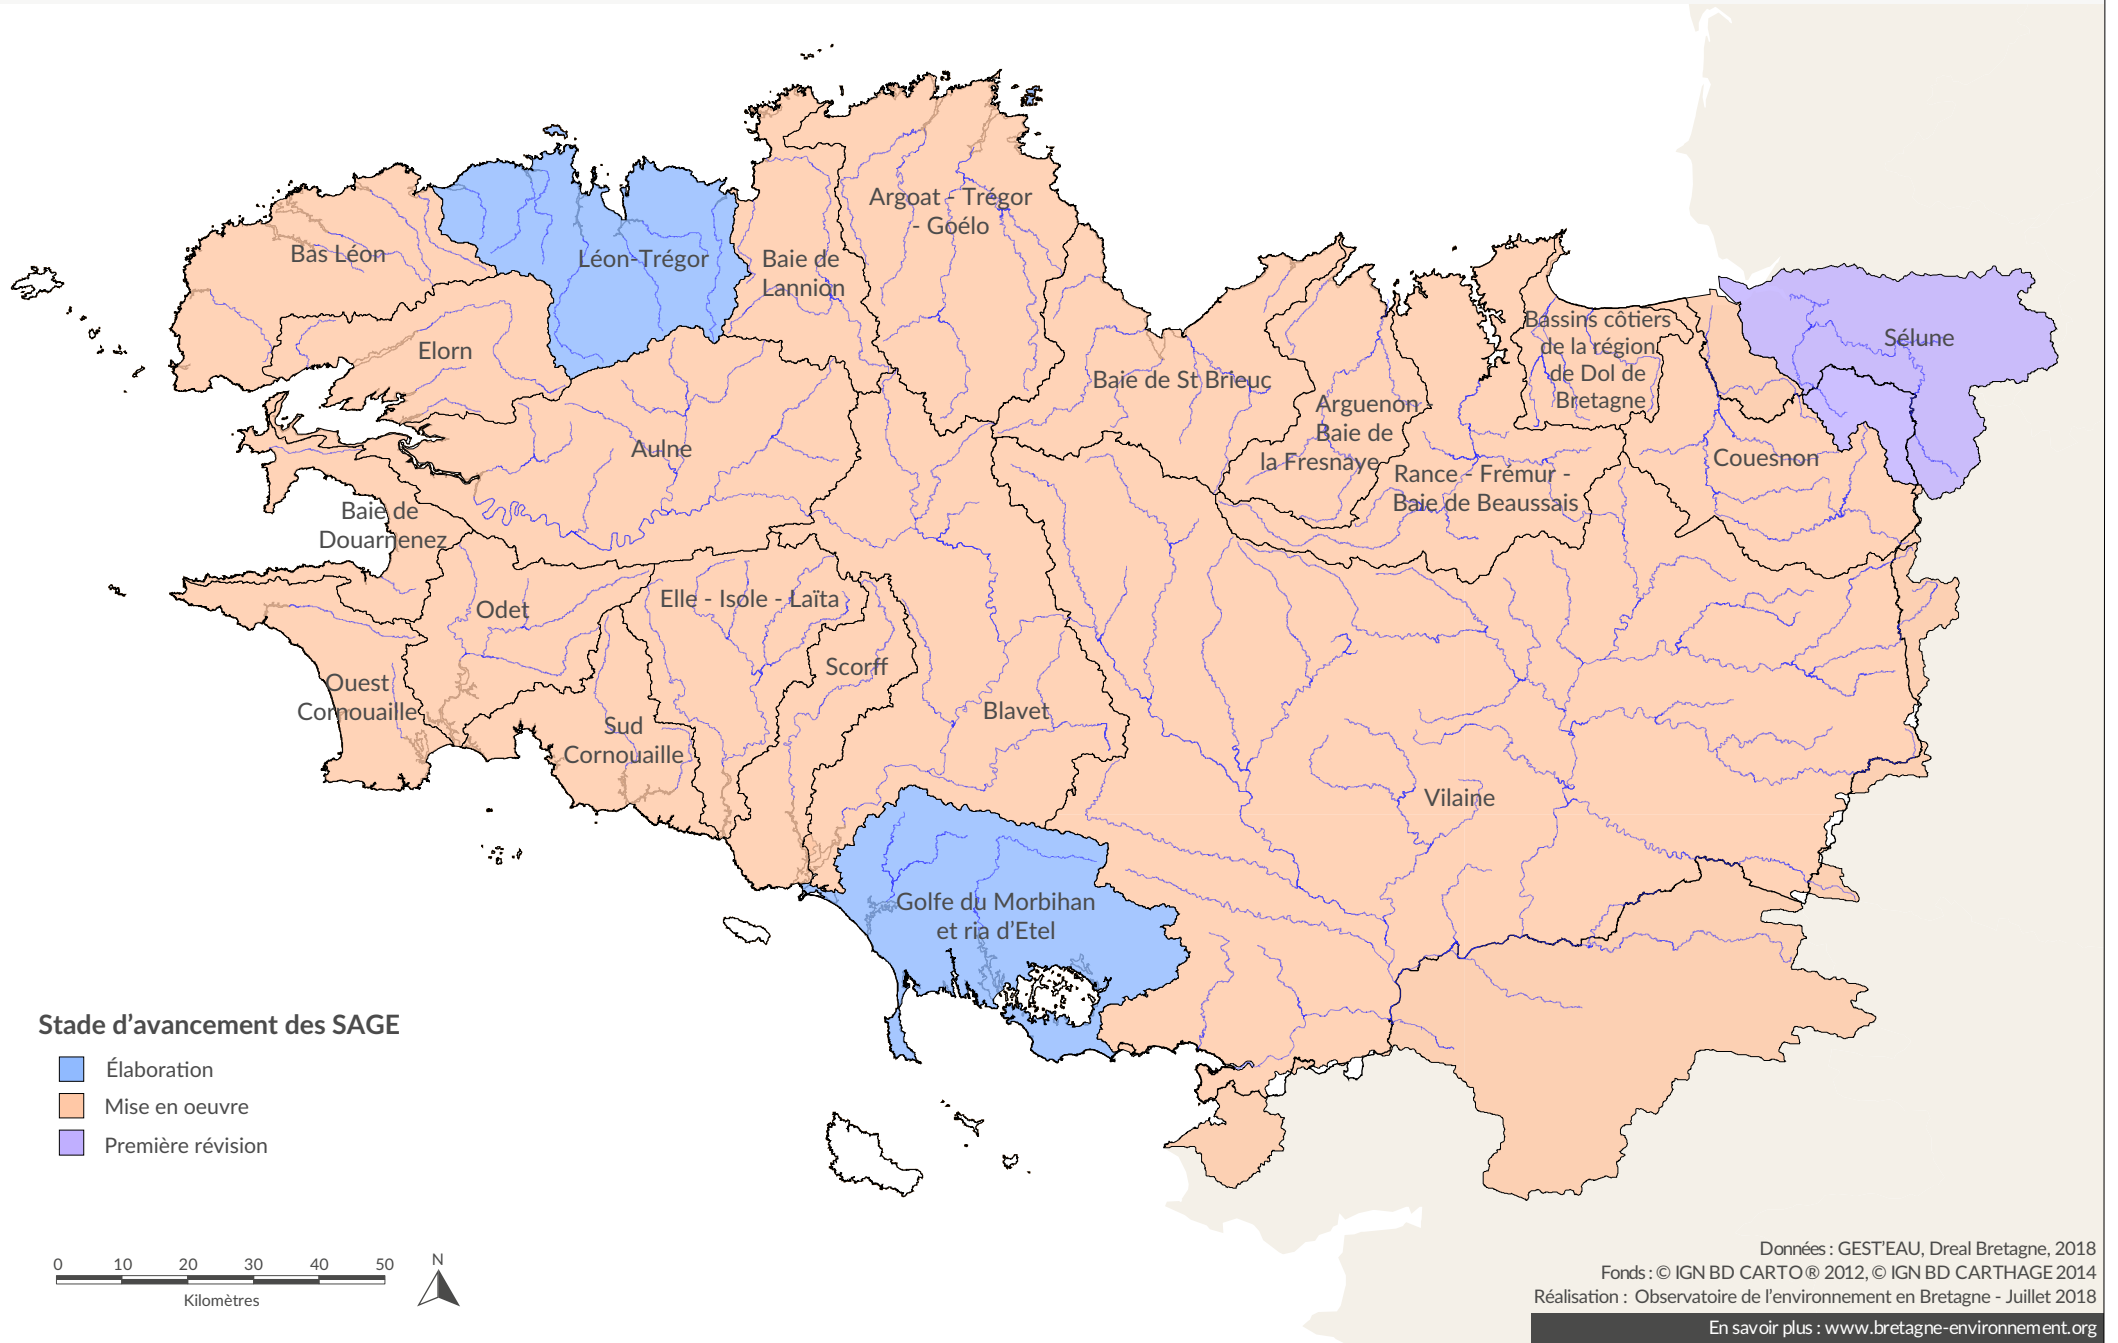 Argoat - Trégor
- Goélo
Bas Léon
Léon-Trégor
Baie de
Lannion
Elorn
Bassins côtiers
de la région
de Dol de
Bretagne
Sélune
Baie de St Brieuc
Arguenon -
Baie de
la Fresnaye
Aulne
Rance - Frémur -
Baie de Beaussais
Couesnon
Baie de
Douarnenez
Odet
Elle - Isole - Laïta
Scorff
Ouest
Cornouaille
Sud
Cornouaille
Blavet
Vilaine
Golfe du Morbihan
et ria d'Etel
Stade d'avancement des SAGE
Élaboration
Mise en oeuvre
Première révision
0 10 20 30 40 50
Kilomètres
N
Données : GEST'EAU, Dreal Bretagne, 2018
Fonds : © IGN BD CARTO ® 2012, © IGN BD CARTHAGE 2014
Réalisation : Observatoire de l'environnement en Bretagne - Juillet 2018
En savoir plus : www.bretagne-environnement.org